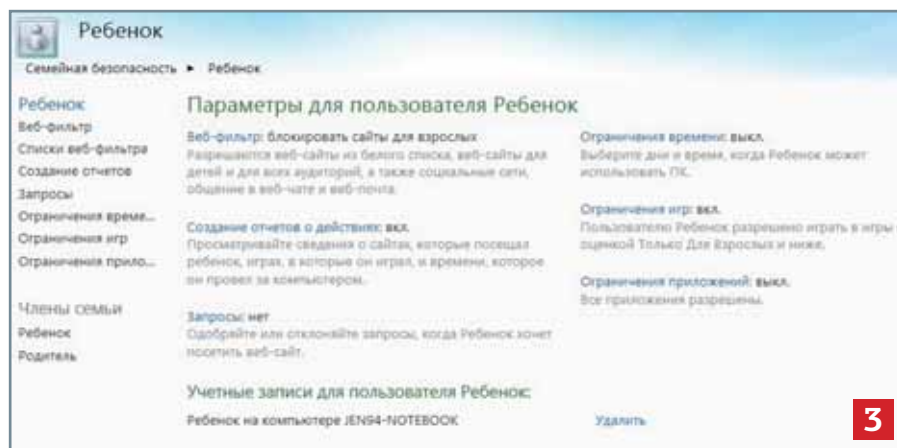 Ребенок
Семейная безопасность ▸ Ребенок
Ребенок
Веб-фильтр
Списки веб-фильтра
Создание отчетов
Запросы
Ограничения време...
Ограничения игр
Ограничения прило...
Члены семьи
Ребенок
Родитель
Параметры для пользователя Ребенок
Веб-фильтр: блокировать сайты для взрослых
Разрешаются веб-сайты из белого списка, веб-сайты для
детей и для всех аудиторий, а также социальные сети,
общение в веб-чате и веб-почта.
Создание отчетов о действиях: вкл.
Просматривайте сведения о сайтах, которые посещал
ребенок, играх, в которые он играл, и времени, которое
он провел за компьютером.
Запросы: нет
Одобряйте или отклоняйте запросы, когда Ребенок хочет
посетить веб-сайт.
Ограничения времени: выкл.
Выберите дни и время, когда Ребенок может
использовать ПК.
Ограничения игр: вкл.
Пользователю Ребенок разрешено играть в игры с
оценкой Только Для Взрослых и ниже.
Ограничения приложений: выкл.
Все приложения разрешены.
Учетные записи для пользователя Ребенок:
Ребенок на компьютере JEN94-NOTEBOOK
Удалить
3